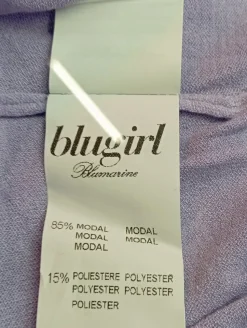 blugirl
Blumarine
85% MODAL MODAL
MODAL MODAL
MODAL
15% POLIESTERE POLYESTER
POLYESTER POLYESTER
POLIESTER